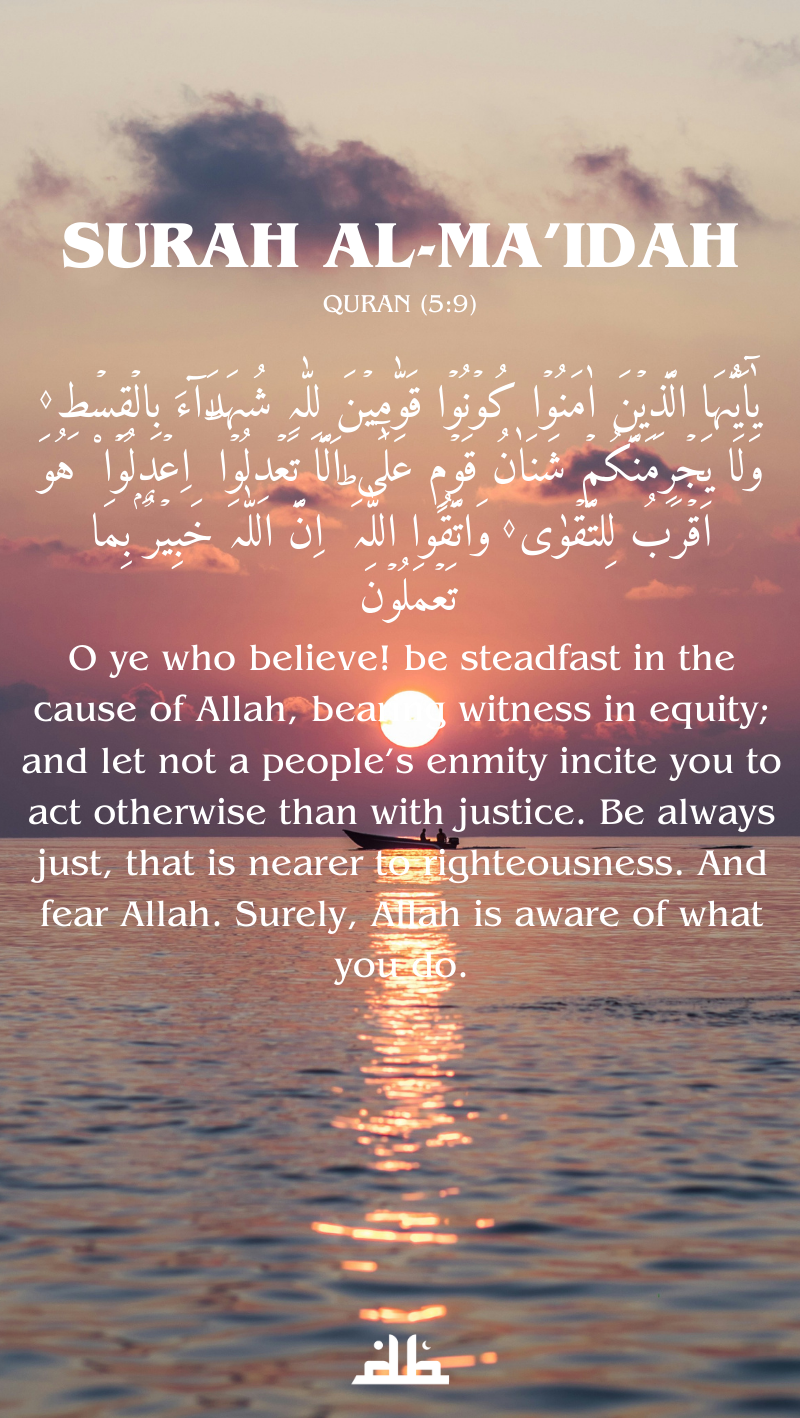 SURAH AL-MA'IDAH
QURAN (5:9)
یٰۤاَیُّہَا الَّذِیۡنَ اٰمَنُوۡا کُوۡنُوۡا قَوّٰمِیۡنَ لِلّٰہِ شُہَدَآءَ بِالۡقِسۡطِ ۫
وَلَا یَجۡرِمَنَّکُمۡ شَنَاٰنُ قَوۡمٍ عَلٰۤی اَلَّا تَعۡدِلُوۡا ؕ اِعۡدِلُوۡا ۟ ہُوَ
اَقۡرَبُ لِلتَّقۡوٰی ۫ وَاتَّقُوا اللّٰہَ ؕ اِنَّ اللّٰہَ خَبِیۡرٌۢ بِمَا
تَعۡمَلُوۡنَ
O ye who believe! be steadfast in the
cause of Allah, bearing witness in equity;
and let not a people's enmity incite you to
act otherwise than with justice. Be always
just, that is nearer to righteousness. And
fear Allah. Surely, Allah is aware of what
you do.